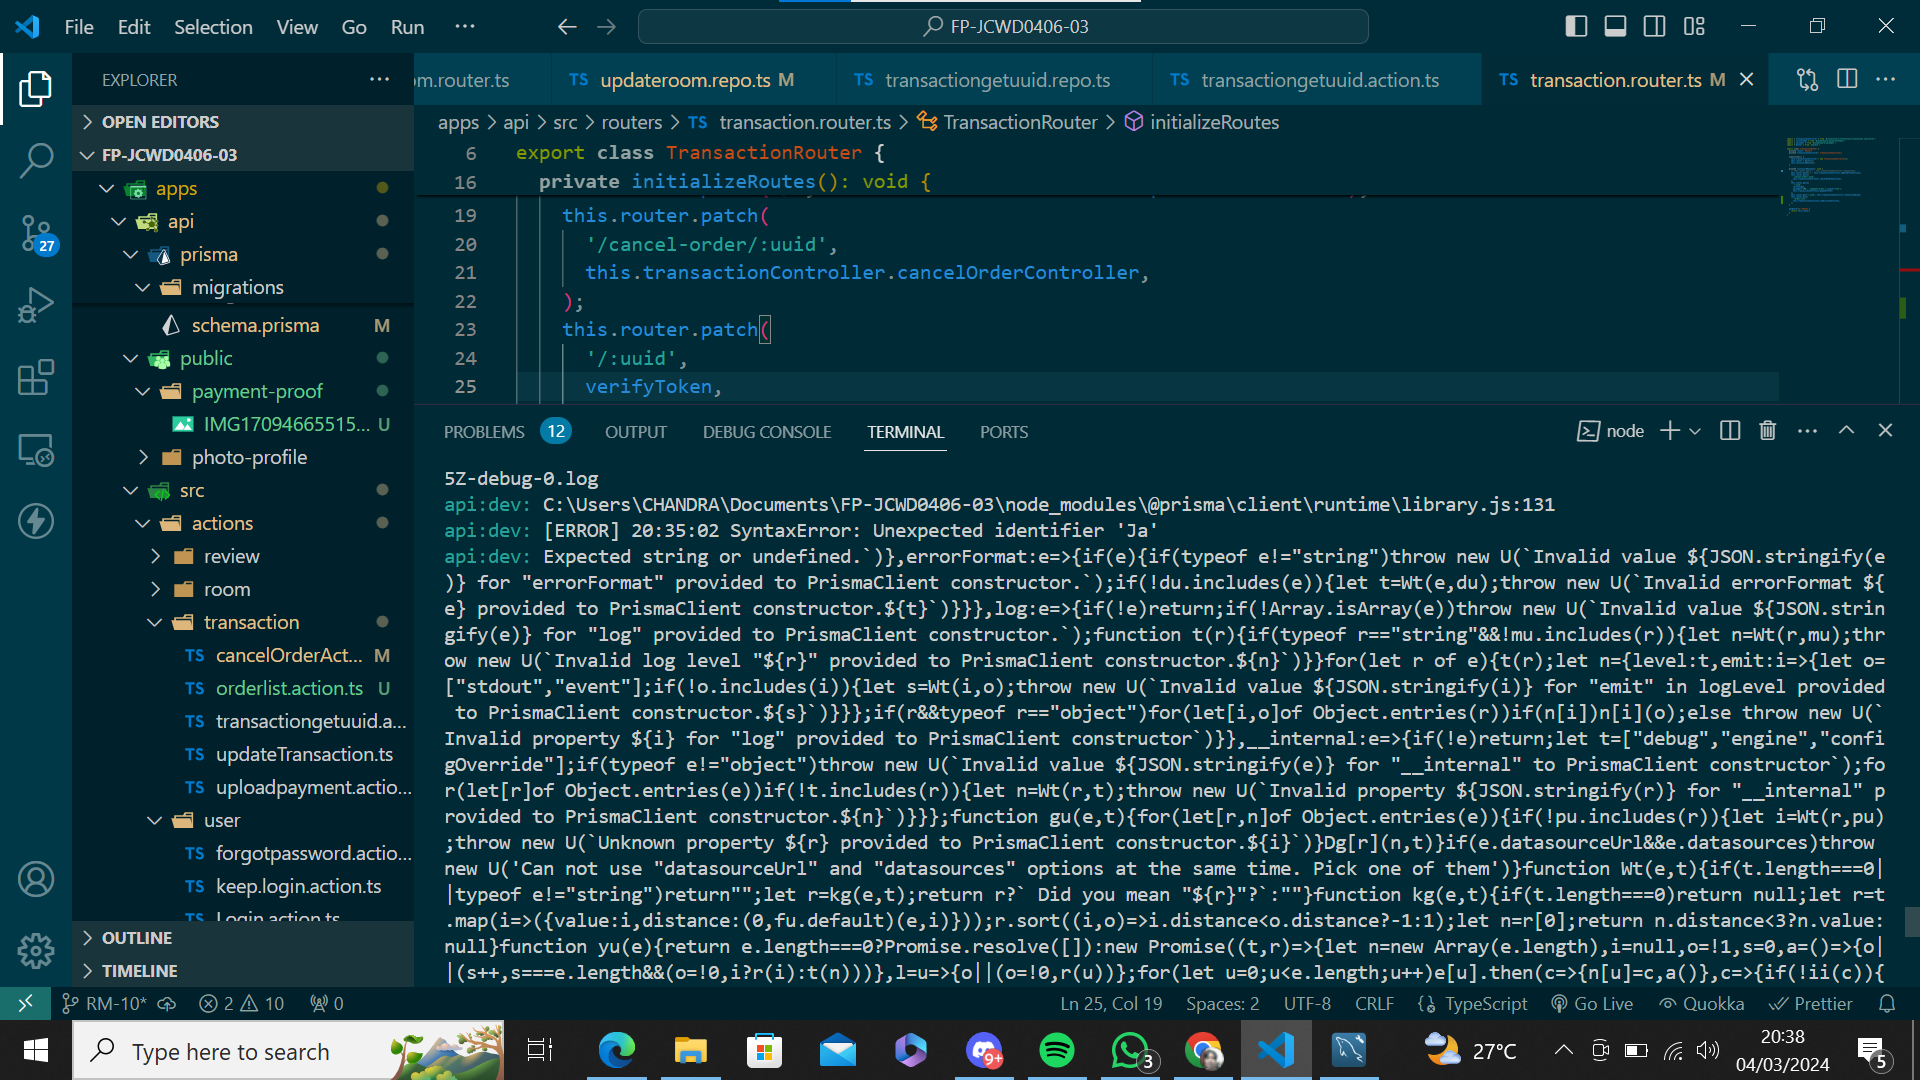 File Edit Selection View Go Run ··· FP-JCWD0406-03
EXPLORER
om.router.ts TS updateroom.repo.ts M TS transactiongetuuid.repo.ts TS transactiongetuuid.action.ts TS transaction.router.ts M
OPEN EDITORS
FP-JCWD0406-03
apps
api
prisma
migrations
schema.prisma M
public
payment-proof
IMG17094665515... U
photo-profile
src
actions
review
room
transaction
TS cancelOrderAct... M
TS orderlist.action.ts U
TS transactiongetuuid.a...
TS updateTransaction.ts
TS uploadpayment.actio...
user
TS forgotpassword.actio...
TS keep.login.action.ts
TS Login.action.ts
OUTLINE
TIMELINE
27
apps > api > src > routers > TS transaction.router.ts > TransactionRouter > initializeRoutes
6 export class TransactionRouter {
16 private initializeRoutes(): void {
19 this.router.patch(
20 '/cancel-order/:uuid',
21 this.transactionController.cancelOrderController,
22 );
23 this.router.patch(
24 '/:uuid',
25 verifyToken,
PROBLEMS 12 OUTPUT DEBUG CONSOLE TERMINAL PORTS node
5Z-debug-0.log
api:dev: C:\Users\CHANDRA\Documents\FP-JCWD0406-03\node_modules\@prisma\client\runtime\library.js:131
api:dev: [ERROR] 20:35:02 SyntaxError: Unexpected identifier 'Ja'
api:dev: Expected string or undefined.`)},errorFormat:e=>{if(e){if(typeof e!="string")throw new U(`Invalid value ${JSON.stringify(e
)} for "errorFormat" provided to PrismaClient constructor.`);if(!du.includes(e)){let t=Wt(e,du);throw new U(`Invalid errorFormat ${
e} provided to PrismaClient constructor.${t}`)}}},log:e=>{if(!e)return;if(!Array.isArray(e))throw new U(`Invalid value ${JSON.strin
gify(e)} for "log" provided to PrismaClient constructor.`);function t(r){if(typeof r=="string"&&!mu.includes(r)){let n=Wt(r,mu);thr
ow new U(`Invalid log level "${r}" provided to PrismaClient constructor.${n}`)}}for(let r of e){t(r);let n={level:t,emit:i=>{let o=
["stdout","event"];if(!o.includes(i)){let s=Wt(i,o);throw new U(`Invalid value ${JSON.stringify(i)} for "emit" in logLevel provided
to PrismaClient constructor.${s}`)}}};if(r&&typeof r=="object")for(let[i,o]of Object.entries(r))if(n[i])n[i](o);else throw new U(`
Invalid property ${i} for "log" provided to PrismaClient constructor`)}},__internal:e=>{if(!e)return;let t=["debug","engine","confi
gOverride"];if(typeof e!="object")throw new U(`Invalid value ${JSON.stringify(e)} for "__internal" to PrismaClient constructor`);fo
r(let[r]of Object.entries(e))if(!t.includes(r)){let n=Wt(r,t);throw new U(`Invalid property ${JSON.stringify(r)} for "__internal" p
rovided to PrismaClient constructor.${n}`)}}};function gu(e,t){for(let[r,n]of Object.entries(e)){if(!pu.includes(r)){let i=Wt(r,pu)
;throw new U(`Unknown property ${r} provided to PrismaClient constructor.${i}`)}Dg[r](n,t)}if(e.datasourceUrl&&e.datasources)throw
new U('Can not use "datasourceUrl" and "datasources" options at the same time. Pick one of them')}function Wt(e,t){if(t.length===0|
|typeof e!="string")return"";let r=kg(e,t);return r?` Did you mean "${r}"?`:""}function kg(e,t){if(t.length===0)return null;let r=t
.map(i=>({value:i,distance:(0,fu.default)(e,i)}));r.sort((i,o)=>i.distance<o.distance?-1:1);let n=r[0];return n.distance<3?n.value:
null}function yu(e){return e.length===0?Promise.resolve([]):new Promise((t,r)=>{let n=new Array(e.length),i=null,o=!1,s=0,a=()=>{o|
|(s++,s===e.length&&(o=!0,i?r(i):t(n)))},l=u=>{o||(o=!0,r(u))};for(let u=0;u<e.length;u++)e[u].then(c=>{n[u]=c,a()},c=>{if(!ii(c)){
RM-10* 2 10 0 Ln 25, Col 19 Spaces: 2 UTF-8 CRLF TypeScript Go Live Quokka Prettier
Type here to search 9+ 3 27°C 20:38
04/03/2024 5